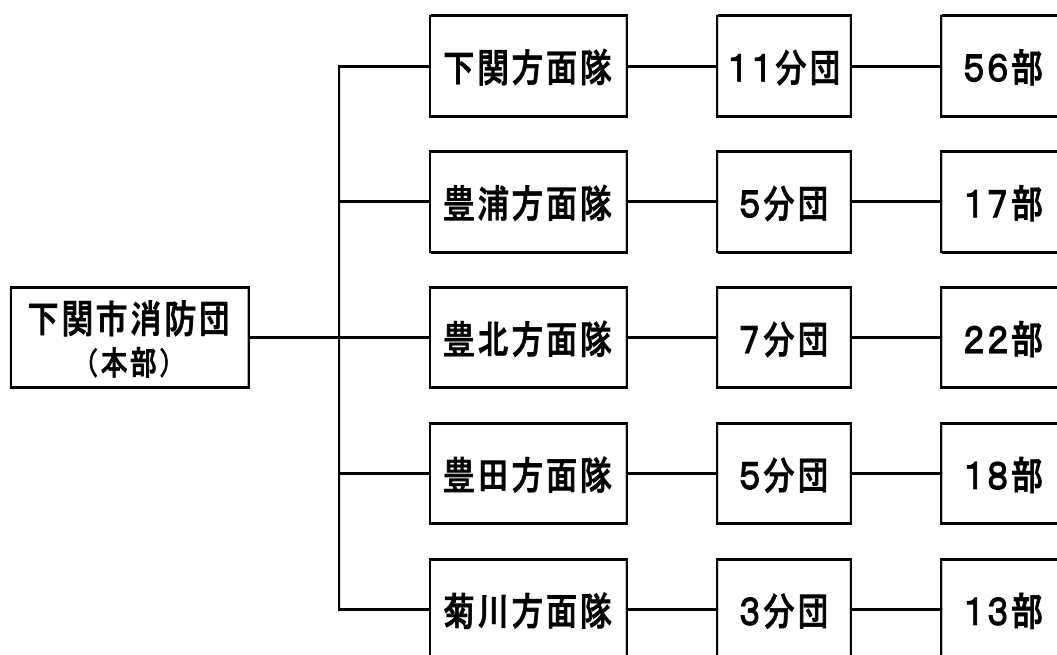 下関方面隊
11分団
56部
豊浦方面隊
5分団
17部
下関市消防団
(本部)
豊北方面隊
7分団
22部
豊田方面隊
5分団
18部
菊川方面隊
3分団
13部